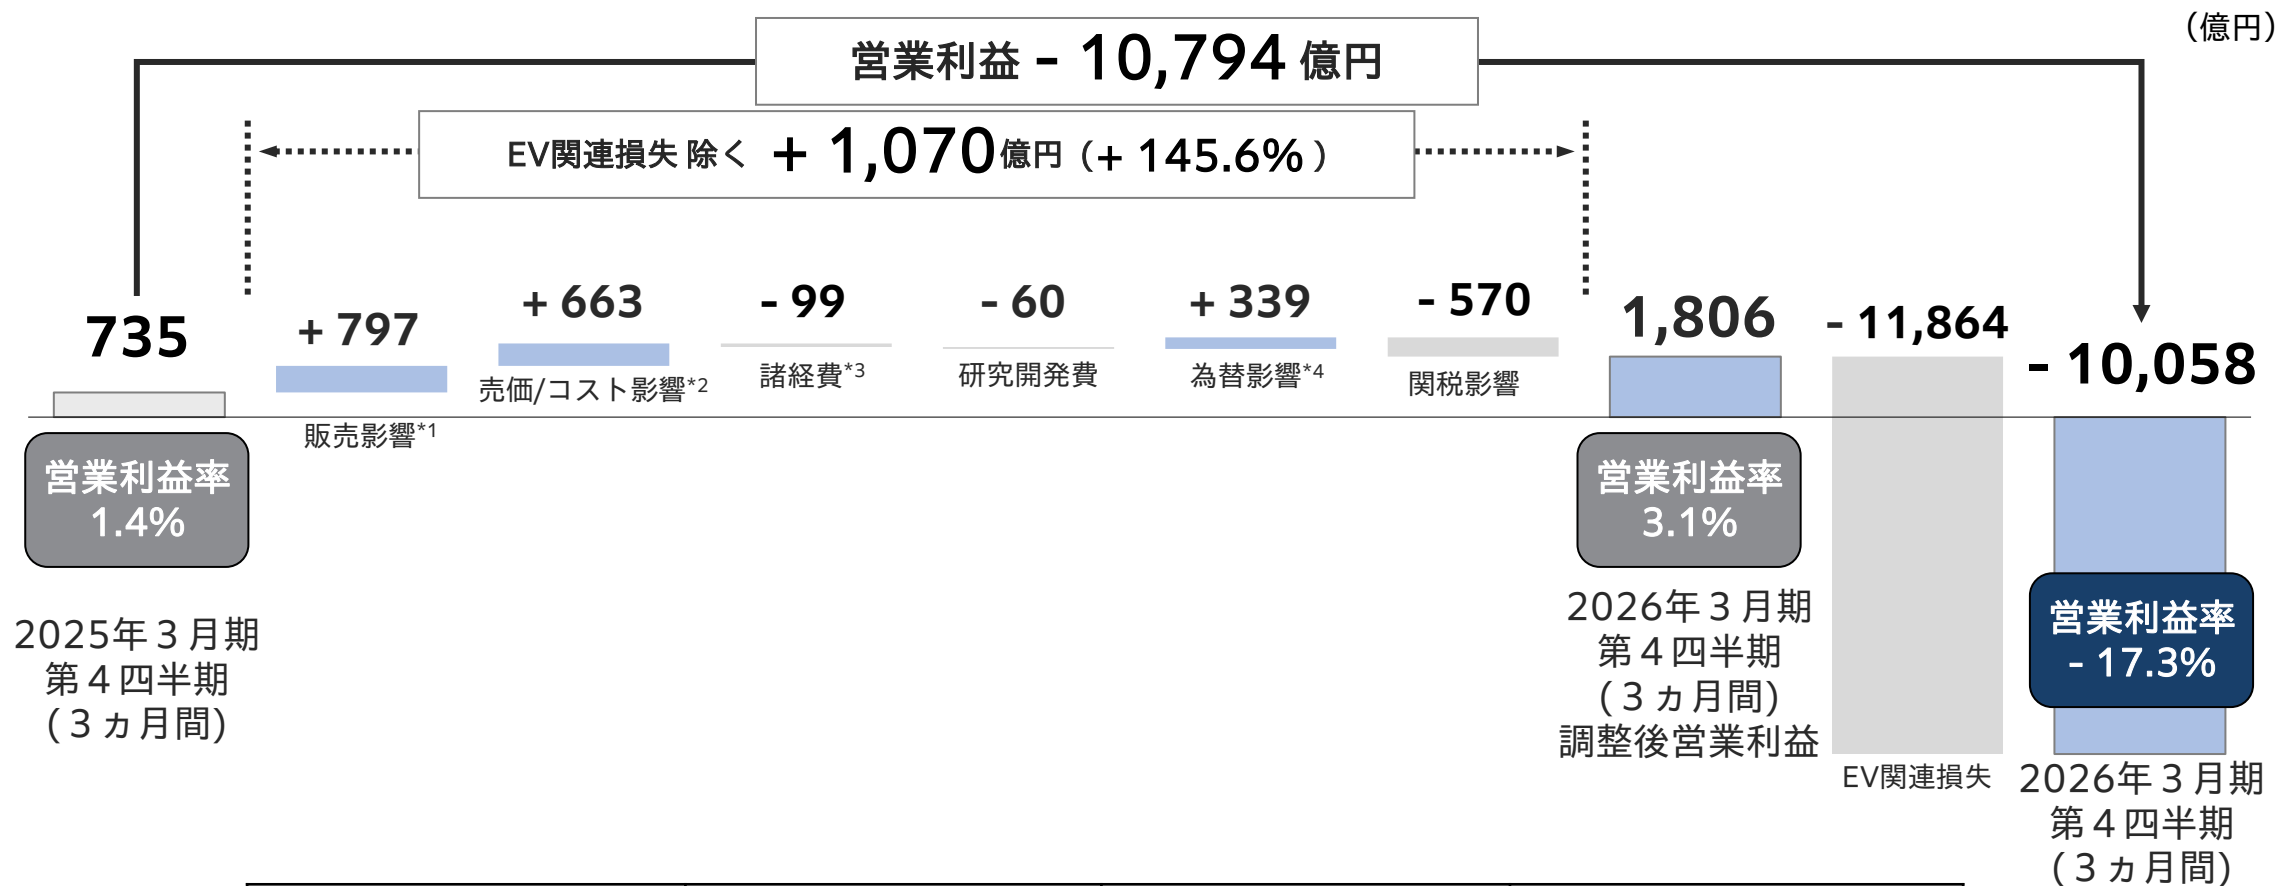 （億円）
営業利益 - 10,794 億円
EV関連損失 除く + 1,070億円（+ 145.6%）
735
+ 797
+ 663
- 99
- 60
+ 339
- 570
1,806
- 11,864
- 10,058
販売影響*1
売価/コスト影響*2
諸経費*3
研究開発費
為替影響*4
関税影響
営業利益率
1.4%
営業利益率
3.1%
営業利益率
- 17.3%
2025年３月期
第４四半期
(３ヵ月間)
2026年３月期
第４四半期
(３ヵ月間)
調整後営業利益
EV関連損失
2026年３月期
第４四半期
(３ヵ月間)